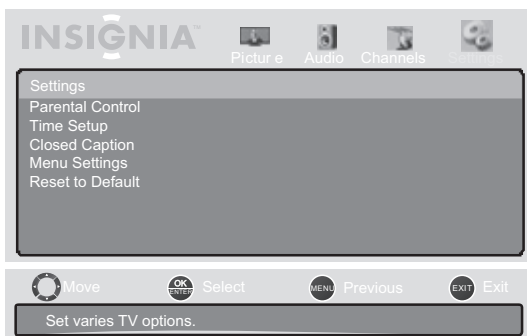 INSIGNIA™
Pictur e Audio Channels Settings
Settings
Parental Control
Time Setup
Closed Caption
Menu Settings
Reset to Default
Move OK ENTER Select MENU Previous EXIT Exit
Set varies TV options.